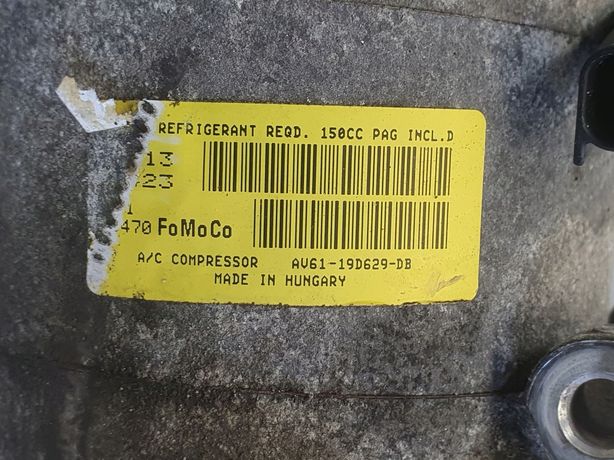 REFRIGERANT REQD. 150CC PAG INCL.D
13
23
470 FoMoCo
A/C COMPRESSOR AV61-19D629-DB
MADE IN HUNGARY